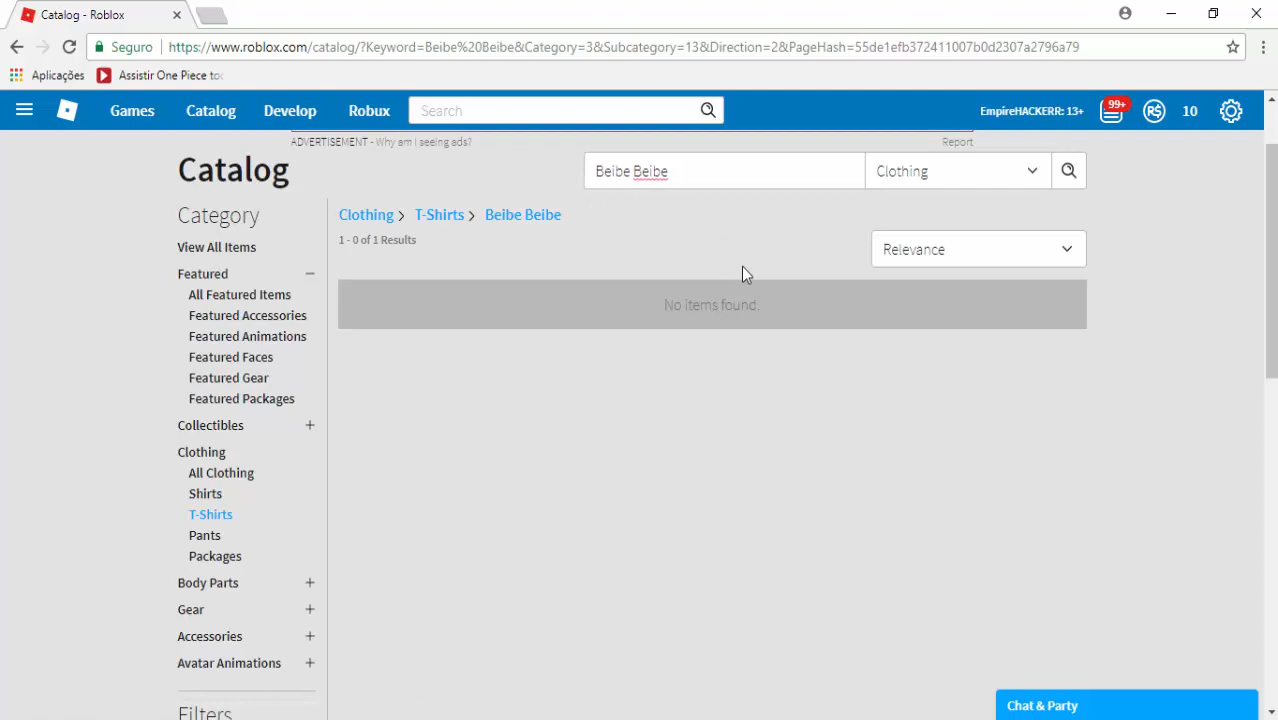 Catalog - Roblox
Seguro
https://www.roblox.com/catalog/?Keyword=Beibe%20Beibe&Category=3&Subcategory=13&Direction=2&PageHash=55de1efb372411007b0d2307a2796a79
Aplicações
Assistir One Piece to
Games
Catalog
Develop
Robux
Search
EmpireHACKERR: 13+
99+
R$
10
ADVERTISEMENT - Why am I seeing ads?
Report
Catalog
Beibe Beibe
Clothing
Category
Clothing > T-Shirts > Beibe Beibe
1 - 0 of 1 Results
Relevance
No items found.
View All Items
Featured
All Featured Items
Featured Accessories
Featured Animations
Featured Faces
Featured Gear
Featured Packages
Collectibles
Clothing
All Clothing
Shirts
T-Shirts
Pants
Packages
Body Parts
Gear
Accessories
Avatar Animations
Filters
Chat & Party